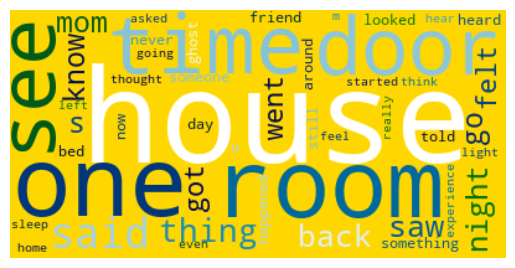 see
mom
time
door
asked
friend
m
looked
hear
heard
never
going
ghost
know
thought
someone
around
started
think
felt
house
left
s
now
day
went
still
feel
really
told
go
bed
light
one
room
got
u
night
experience
happened
sleep
said
thing
back
saw
something
home
even